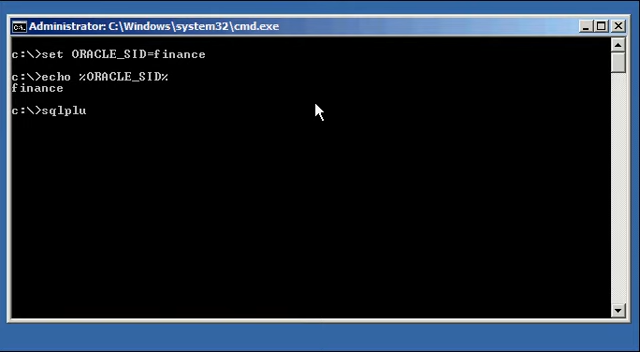 Administrator: C:\Windows\system32\cmd.exe
c:\>set ORACLE_SID=finance
c:\>echo %ORACLE_SID%
finance
c:\>sqlplu